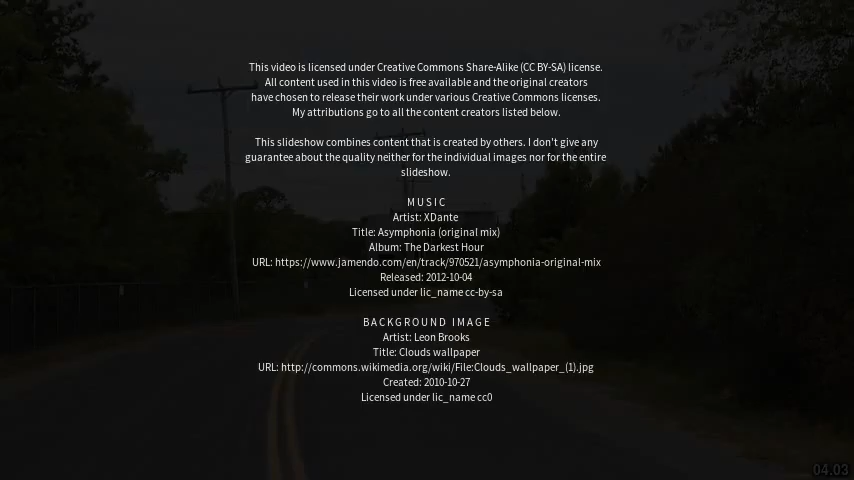 This video is licensed under Creative Commons Share-Alike (CC BY-SA) license.
All content used in this video is free available and the original creators
have chosen to release their work under various Creative Commons licenses.
My attributions go to all the content creators listed below.
This slideshow combines content that is created by others. I don't give any
guarantee about the quality neither for the individual images nor for the entire
slideshow.
MUSIC
Artist: XDante
Title: Asymphonia (original mix)
Album: The Darkest Hour
URL: https://www.jamendo.com/en/track/970521/asymphonia-original-mix
Released: 2012-10-04
Licensed under lic_name cc-by-sa
BACKGROUND IMAGE
Artist: Leon Brooks
Title: Clouds wallpaper
URL: http://commons.wikimedia.org/wiki/File:Clouds_wallpaper_(1).jpg
Created: 2010-10-27
Licensed under lic_name cc0
04.03